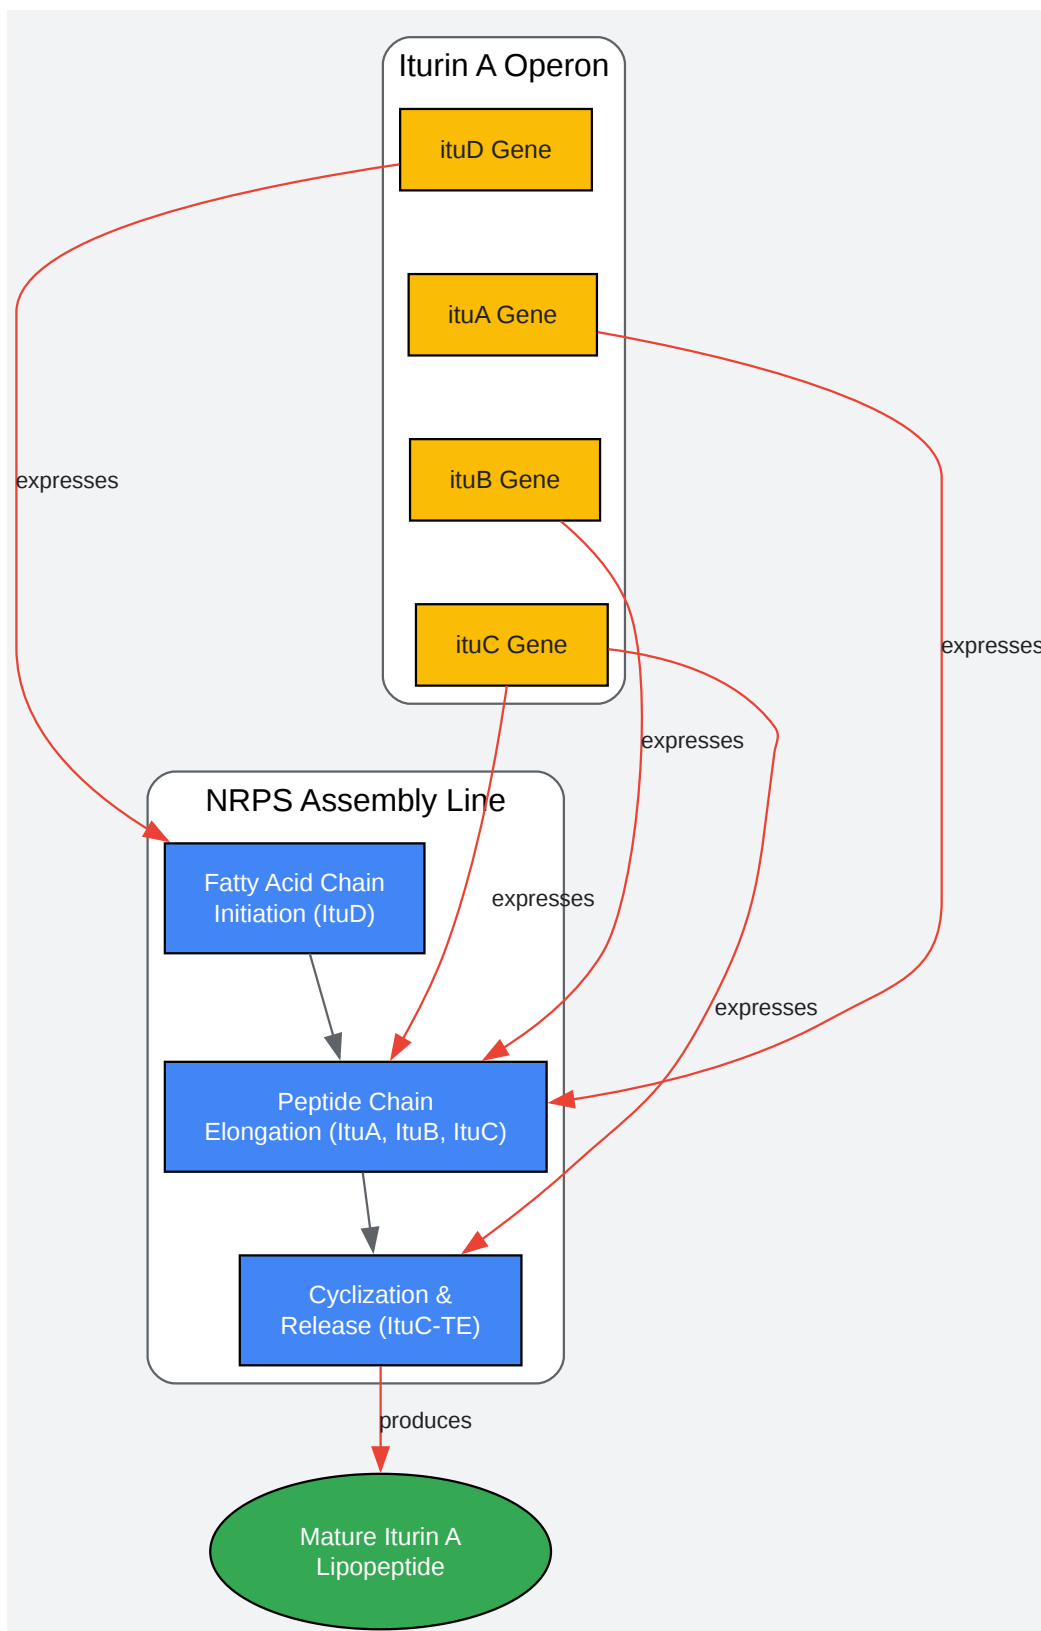 Iturin A Operon
ituD Gene
ituA Gene
ituB Gene
expresses
ituC Gene
expresses
expresses
NRPS Assembly Line
Fatty Acid Chain
Initiation (ItuD)
expresses
expresses
Peptide Chain
Elongation (ItuA, ItuB, ItuC)
Cyclization &
Release (ItuC-TE)
produces
Mature Iturin A
Lipopeptide